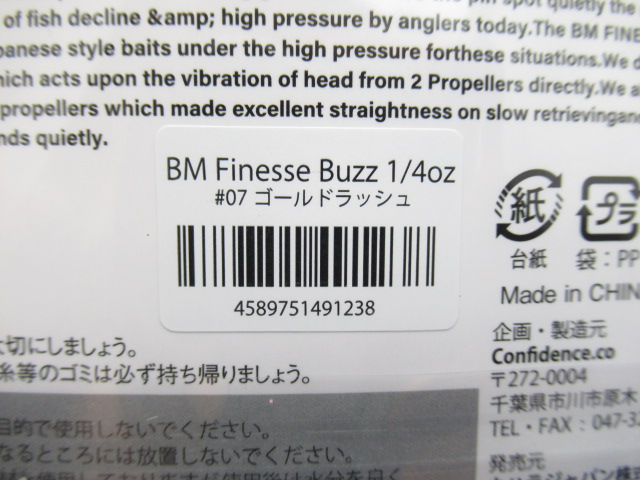 of fish decline &amp; high pressure by anglers today.The BM FINE
panese style baits under the high pressure forthese situations.We d
which acts upon the vibration of head from 2 Propellers directly.We a
propellers which made excellent straightness on slow retrievingand
nds quietly.
BM Finesse Buzz 1/4oz
#07 ゴールドラッシュ
4589751491238
紙
プラ
台紙
袋：PP
Made in CHIN
企画・製造元
Confidence.co
〒272-0004
千葉県市川市原木
TEL・FAX : 047-32
発売元
大切にしましょう。
糸等のゴミは必ず持ち帰りましょう。
目的で使用しないでください。
なるところには放置しないでください。